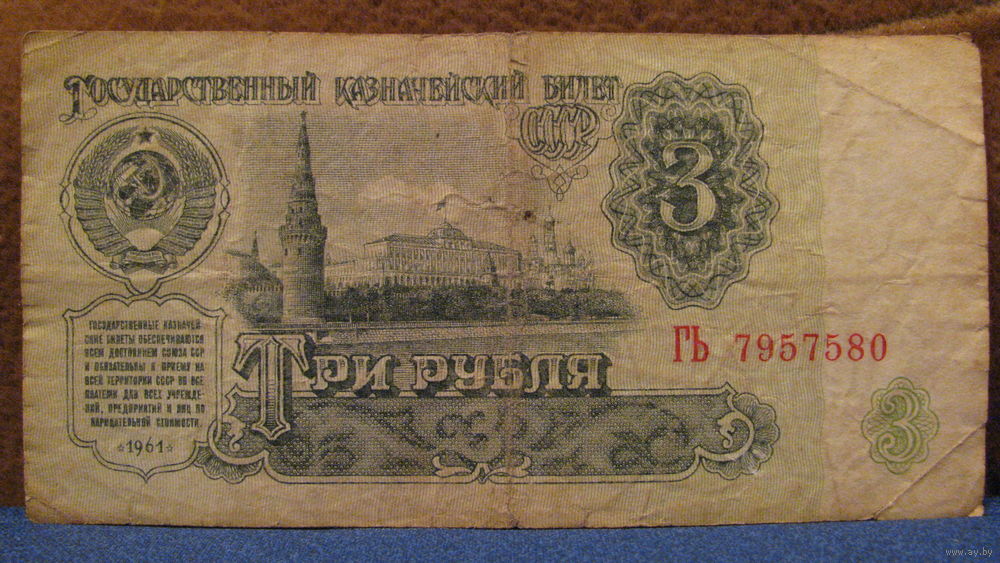 ГОСУДАРСТВЕННЫЙ КАЗНАЧЕЙСКИЙ БИЛЕТ
СССР
3
ГОСУДАРСТВЕННЫЕ КАЗНАЧЕЙ-
СКИЕ БИЛЕТЫ ОБЕСПЕЧИВАЮТСЯ
ВСЕМ ДОСТОЯНИЕМ СОЮЗА ССР
И ОБЯЗАТЕЛЬНЫ К ПРИЕМУ НА
ВСЕЙ ТЕРРИТОРИИ СССР ВО ВСЕ
ПЛАТЕЖИ ДЛЯ ВСЕХ УЧРЕЖДЕ-
НИЙ, ПРЕДПРИЯТИЙ И ЛИЦ ПО
НАРИЦАТЕЛЬНОЙ СТОИМОСТИ.
1961
ТРИ РУБЛЯ
ГЬ 7957580
3
www.ay.by